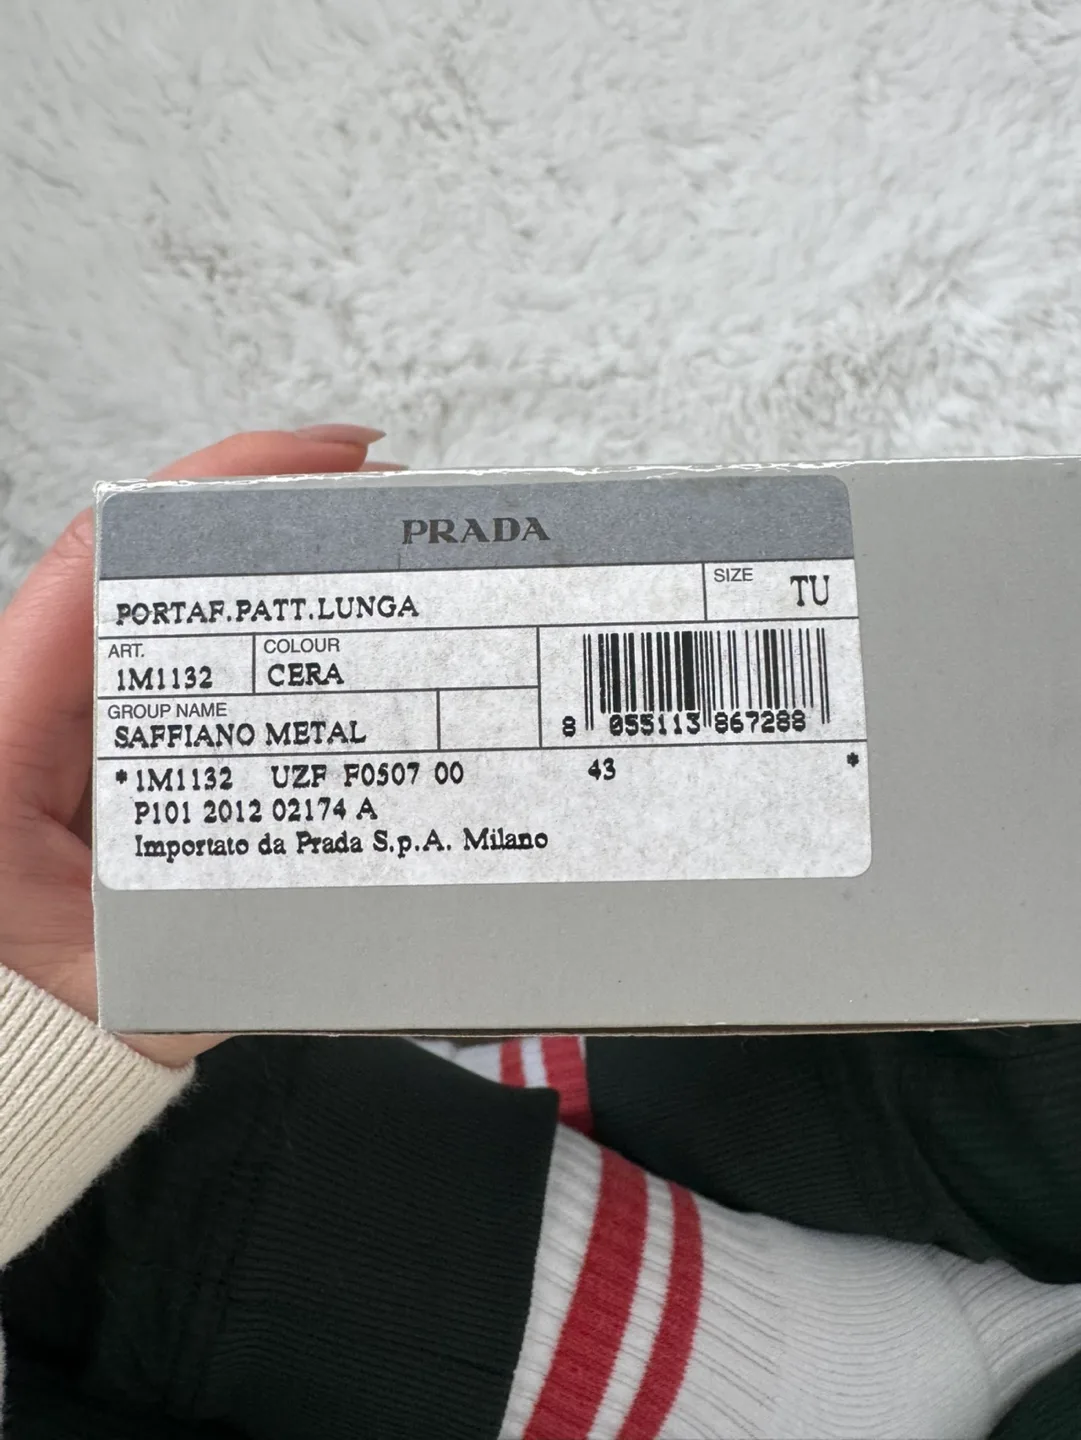 PRADA
PORTAF.PATT.LUNGA
SIZE
TU
ART.
1M1132
COLOUR
CERA
GROUP NAME
SAFFIANO METAL
8 055113 867288
*1M1132 UZF F0507 00 43 *
P101 2012 02174 A
Importato da Prada S.p.A. Milano